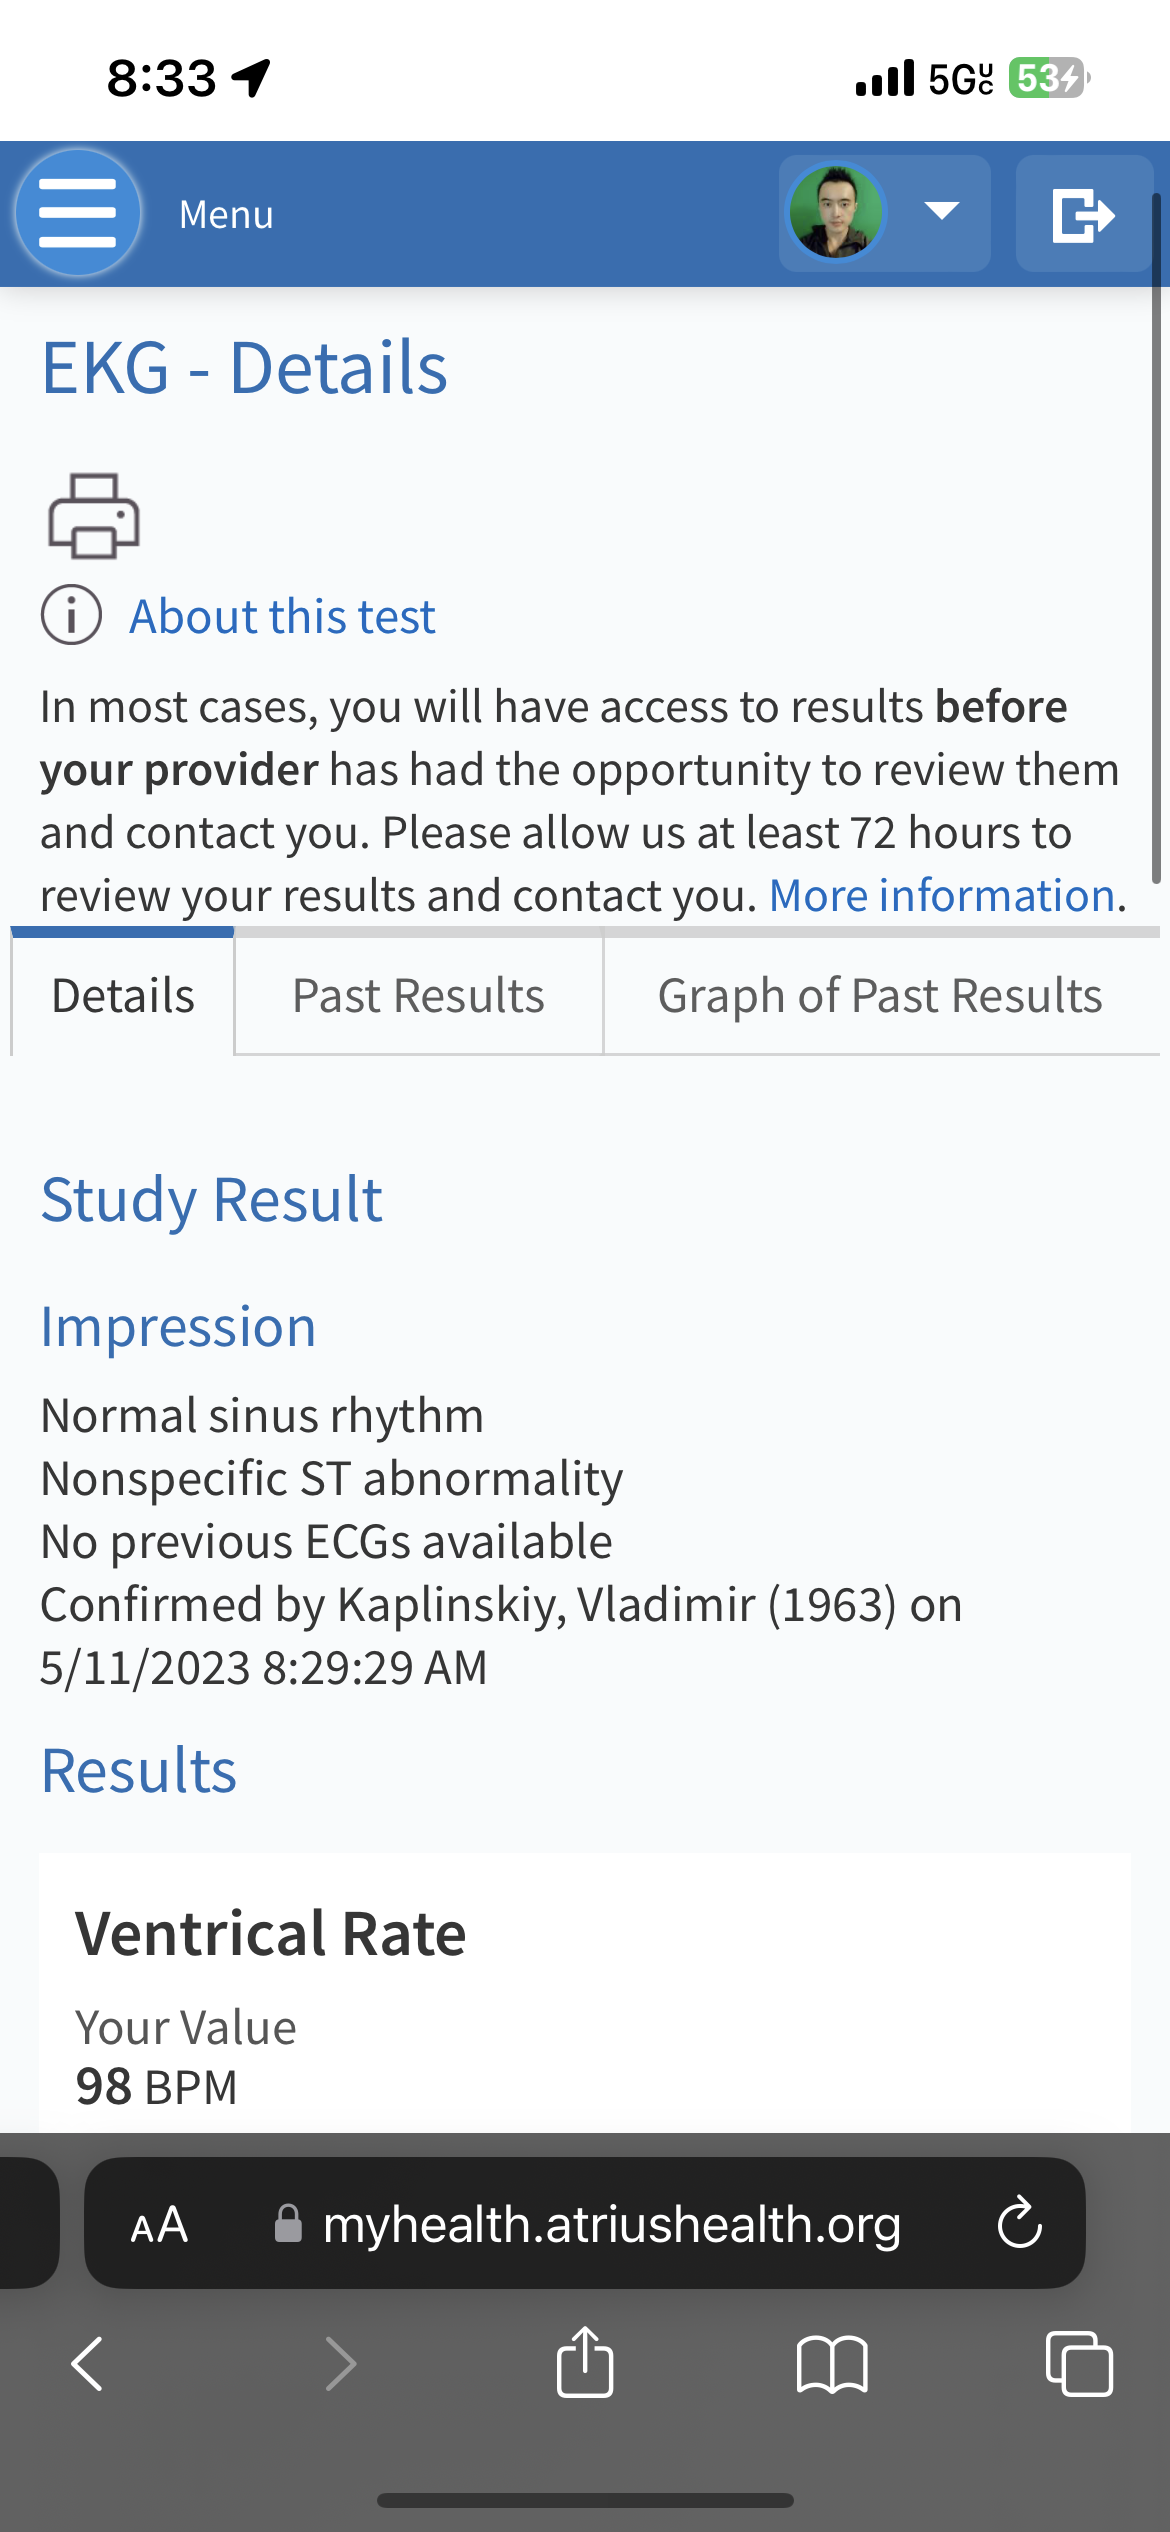 8:33
5G UC
53
Menu
EKG - Details
About this test
In most cases, you will have access to results before
your provider has had the opportunity to review them
and contact you. Please allow us at least 72 hours to
review your results and contact you. More information.
Details
Past Results
Graph of Past Results
Study Result
Impression
Normal sinus rhythm
Nonspecific ST abnormality
No previous ECGs available
Confirmed by Kaplinskiy, Vladimir (1963) on
5/11/2023 8:29:29 AM
Results
Ventrical Rate
Your Value
98 BPM
AA
myhealth.atriushealth.org